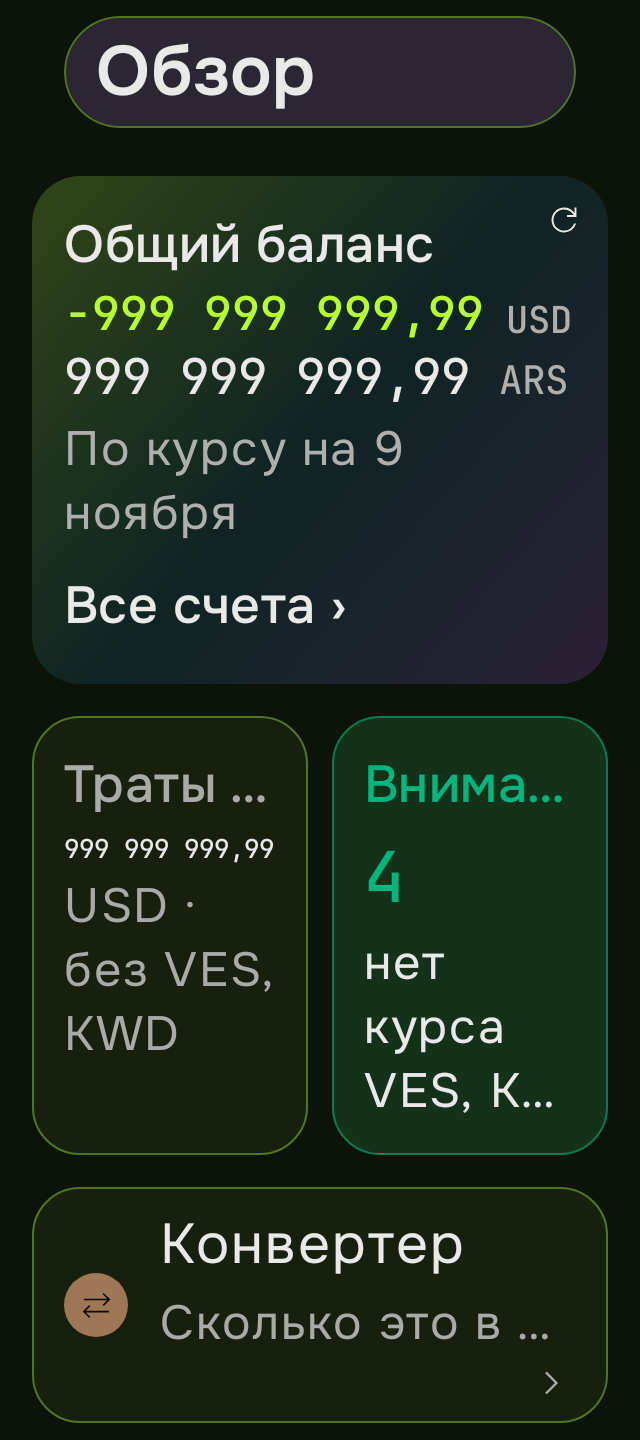 Обзор
Общий баланс
-999 999 999,99 USD
999 999 999,99 ARS
По курсу на 9
ноября
Все счета ›
Траты ...
999 999 999,99
USD ·
без VES,
KWD
Внима...
4
нет
курса
VES, K...
Конвертер
Сколько это в ...